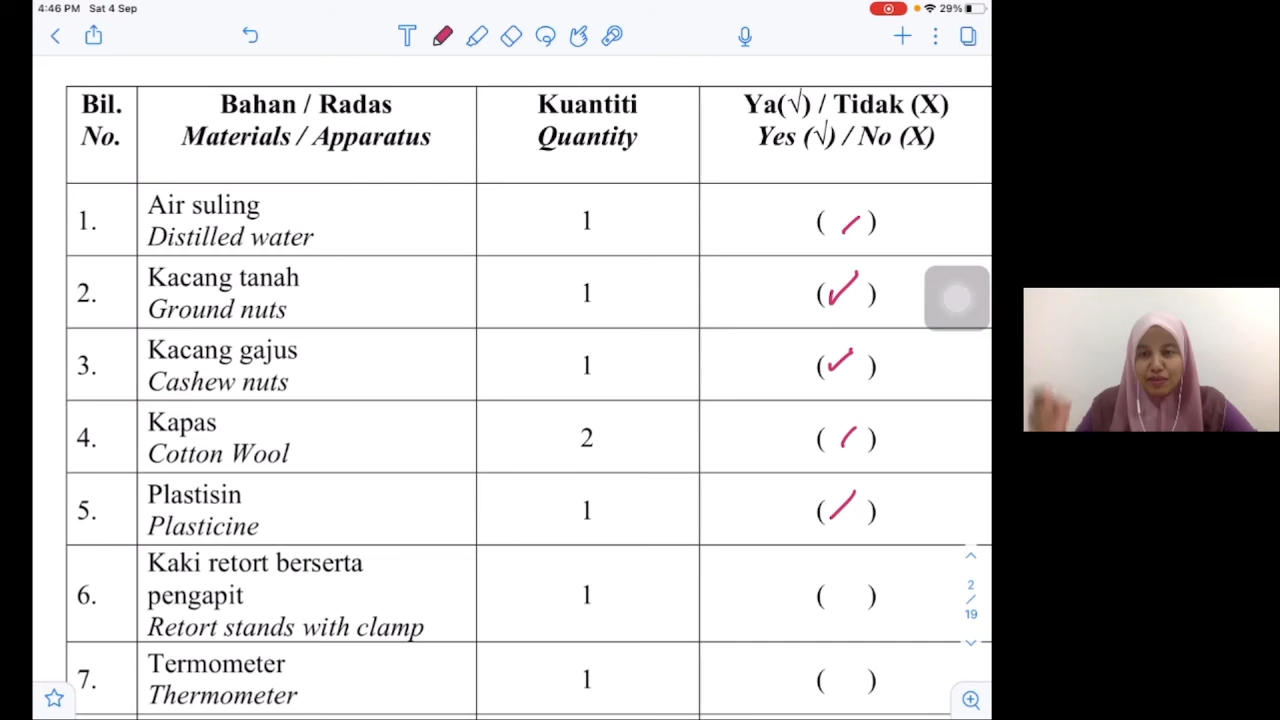 4:46 PM Sat 4 Sep
29%
T
Bil. Bahan / Radas Kuantiti Ya(√) / Tidak (X)
No. Materials / Apparatus Quantity Yes (√) / No (X)
Air suling
1. 1 ( / )
Distilled water
Kacang tanah
2. 1 (✓)
Ground nuts
Kacang gajus
3. 1 (✓)
Cashew nuts
Kapas
4. 2 ( / )
Cotton Wool
Plastisin
5. 1 ( / )
Plasticine
Kaki retort berserta
6. pengapit 1 ( )
Retort stands with clamp
Termometer
7. 1 ( )
Thermometer
2
/
19